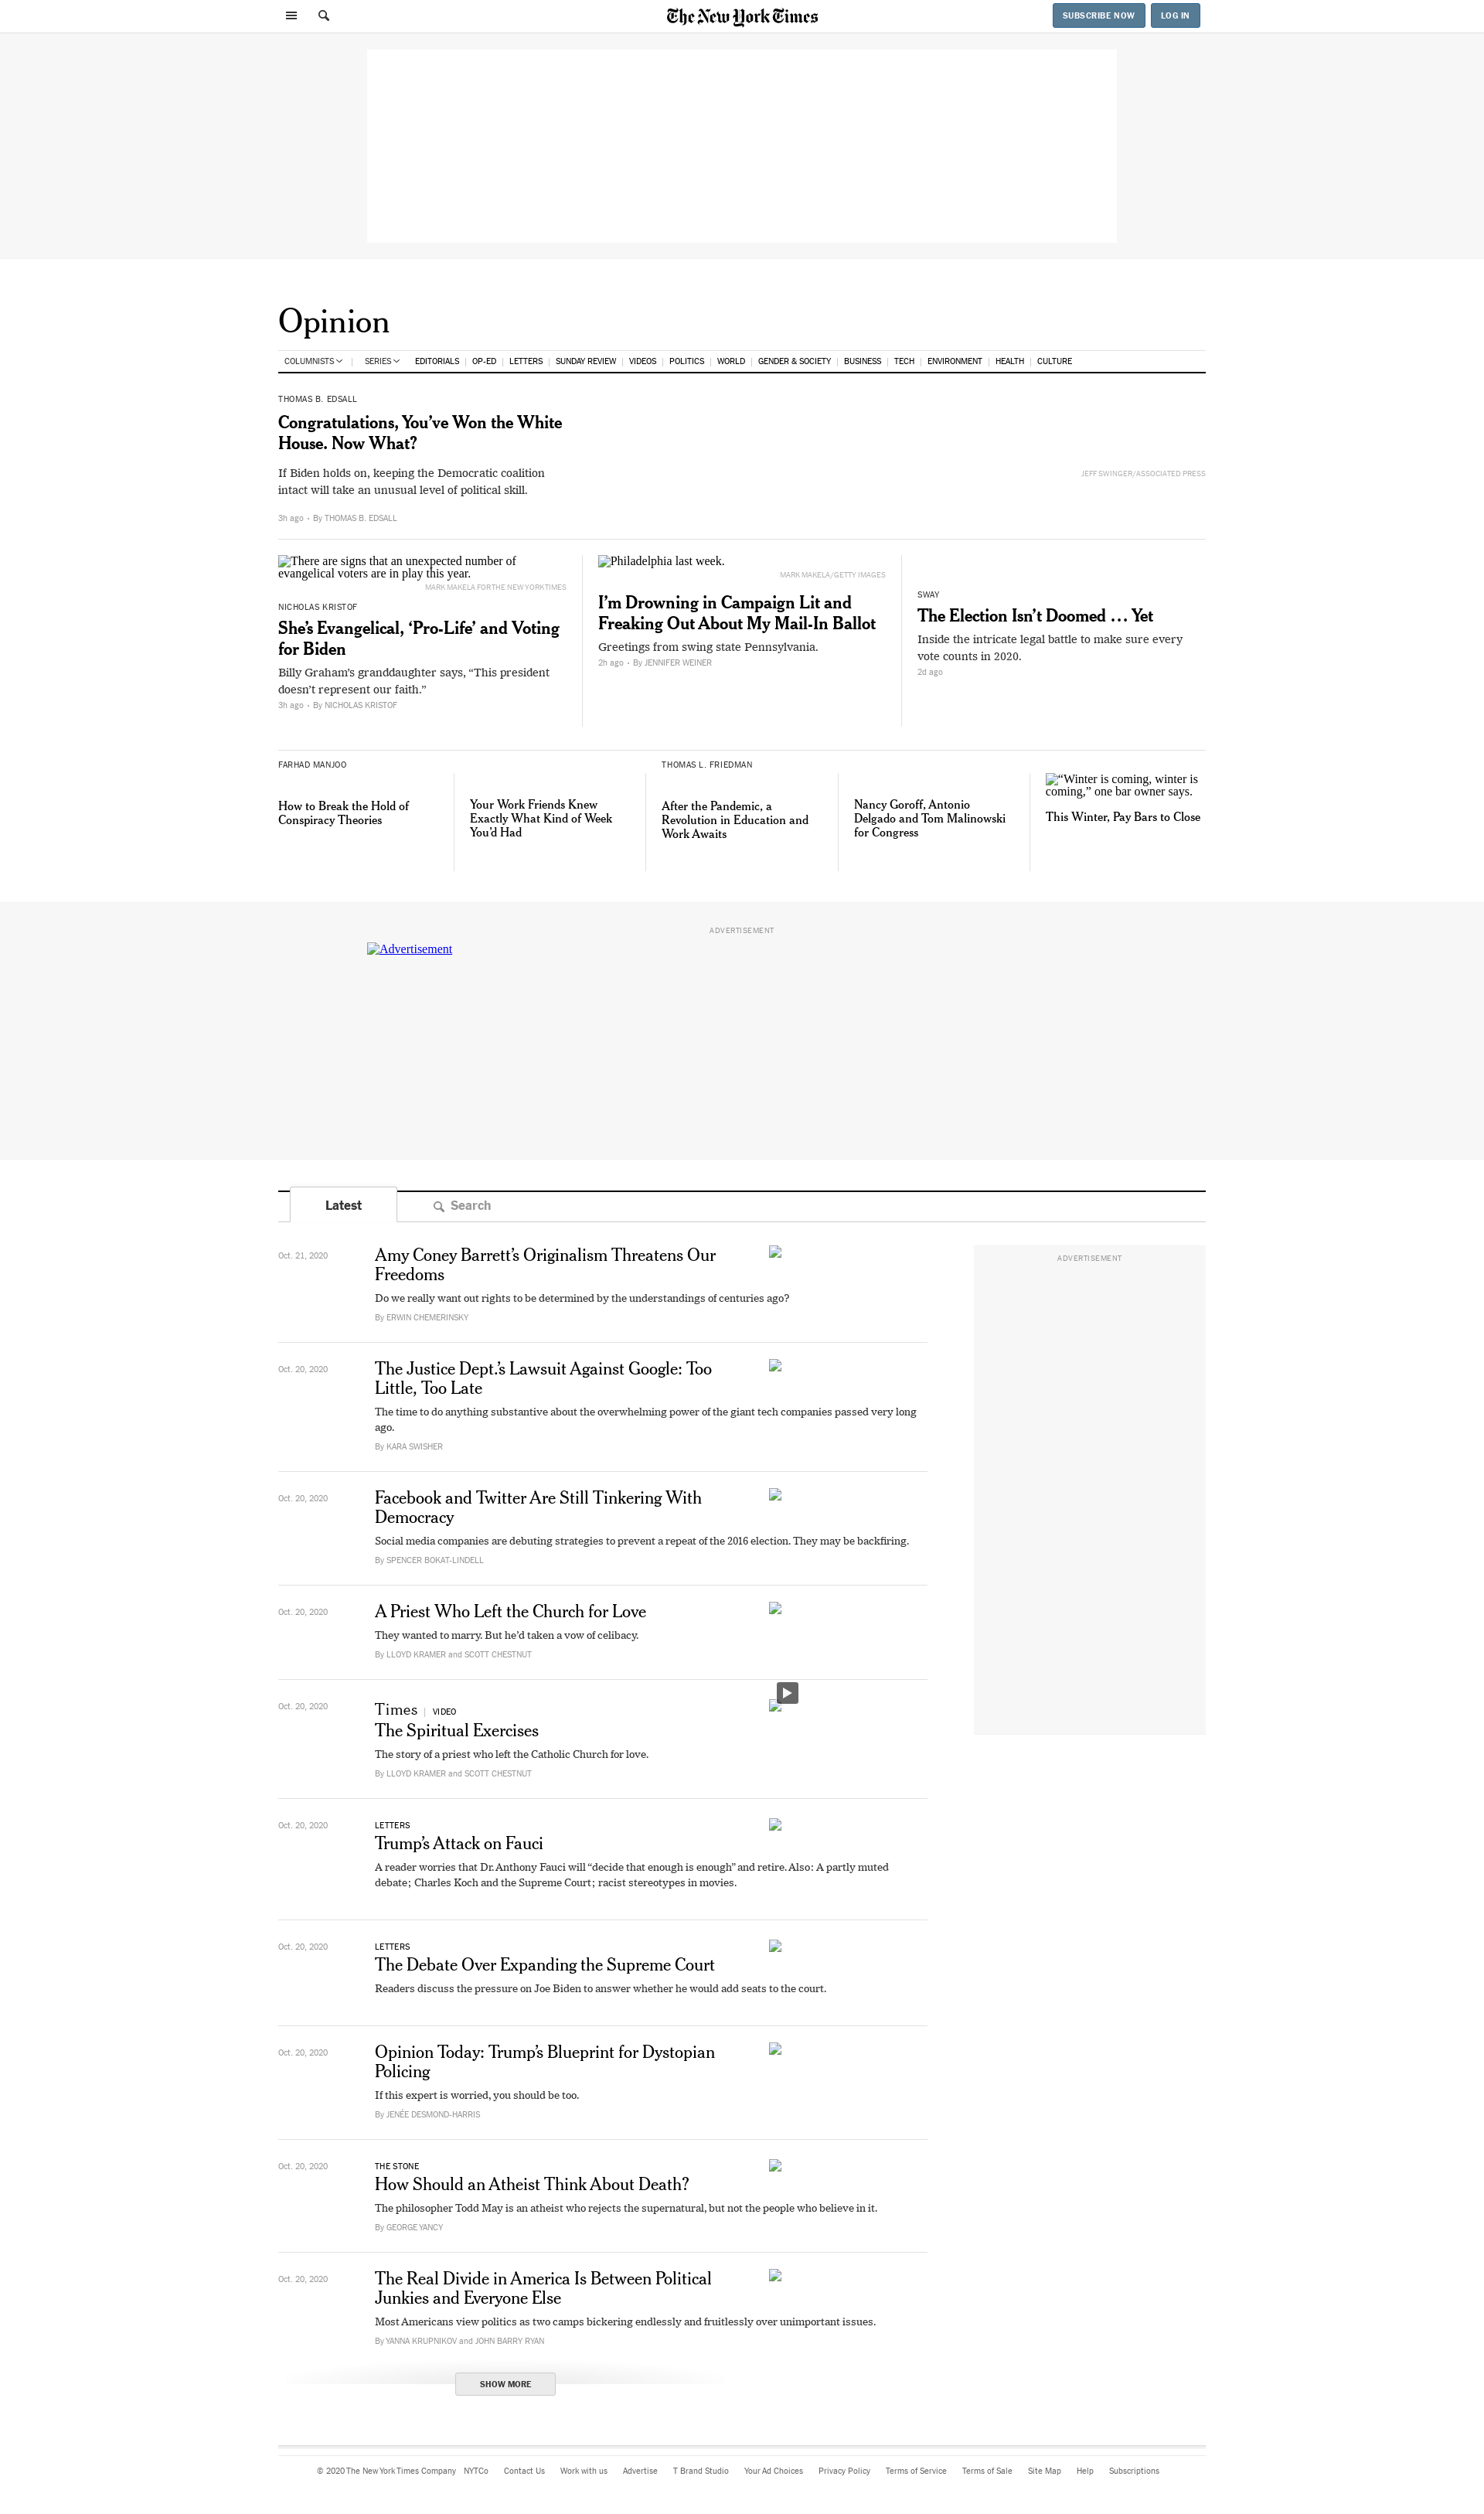 The New York Times
SUBSCRIBE NOW
LOG IN
Opinion
COLUMNISTS SERIES EDITORIALS OP-ED LETTERS SUNDAY REVIEW VIDEOS POLITICS WORLD GENDER & SOCIETY BUSINESS TECH ENVIRONMENT HEALTH CULTURE
THOMAS B. EDSALL
Congratulations, You’ve Won the White
House. Now What?
If Biden holds on, keeping the Democratic coalition
intact will take an unusual level of political skill.
3h ago • By THOMAS B. EDSALL
JEFF SWINGER/ASSOCIATED PRESS
There are signs that an unexpected number of
evangelical voters are in play this year.
MARK MAKELA FOR THE NEW YORK TIMES
NICHOLAS KRISTOF
She’s Evangelical, ‘Pro-Life’ and Voting
for Biden
Billy Graham’s granddaughter says, “This president
doesn’t represent our faith.”
3h ago • By NICHOLAS KRISTOF
Philadelphia last week.
MARK MAKELA/GETTY IMAGES
I’m Drowning in Campaign Lit and
Freaking Out About My Mail-In Ballot
Greetings from swing state Pennsylvania.
2h ago • By JENNIFER WEINER
SWAY
The Election Isn’t Doomed … Yet
Inside the intricate legal battle to make sure every
vote counts in 2020.
2d ago
FARHAD MANJOO
How to Break the Hold of
Conspiracy Theories
Your Work Friends Knew
Exactly What Kind of Week
You’d Had
THOMAS L. FRIEDMAN
After the Pandemic, a
Revolution in Education and
Work Awaits
Nancy Goroff, Antonio
Delgado and Tom Malinowski
for Congress
“Winter is coming, winter is
coming,” one bar owner says.
This Winter, Pay Bars to Close
ADVERTISEMENT
Advertisement
Latest
Search
ADVERTISEMENT
Oct. 21, 2020
Amy Coney Barrett’s Originalism Threatens Our
Freedoms
Do we really want out rights to be determined by the understandings of centuries ago?
By ERWIN CHEMERINSKY
Oct. 20, 2020
The Justice Dept.’s Lawsuit Against Google: Too
Little, Too Late
The time to do anything substantive about the overwhelming power of the giant tech companies passed very long
ago.
By KARA SWISHER
Oct. 20, 2020
Facebook and Twitter Are Still Tinkering With
Democracy
Social media companies are debuting strategies to prevent a repeat of the 2016 election. They may be backfiring.
By SPENCER BOKAT-LINDELL
Oct. 20, 2020
A Priest Who Left the Church for Love
They wanted to marry. But he’d taken a vow of celibacy.
By LLOYD KRAMER and SCOTT CHESTNUT
Oct. 20, 2020
Times VIDEO
The Spiritual Exercises
The story of a priest who left the Catholic Church for love.
By LLOYD KRAMER and SCOTT CHESTNUT
Oct. 20, 2020
LETTERS
Trump’s Attack on Fauci
A reader worries that Dr. Anthony Fauci will “decide that enough is enough” and retire. Also: A partly muted
debate; Charles Koch and the Supreme Court; racist stereotypes in movies.
Oct. 20, 2020
LETTERS
The Debate Over Expanding the Supreme Court
Readers discuss the pressure on Joe Biden to answer whether he would add seats to the court.
Oct. 20, 2020
Opinion Today: Trump’s Blueprint for Dystopian
Policing
If this expert is worried, you should be too.
By JENÉE DESMOND-HARRIS
Oct. 20, 2020
THE STONE
How Should an Atheist Think About Death?
The philosopher Todd May is an atheist who rejects the supernatural, but not the people who believe in it.
By GEORGE YANCY
Oct. 20, 2020
The Real Divide in America Is Between Political
Junkies and Everyone Else
Most Americans view politics as two camps bickering endlessly and fruitlessly over unimportant issues.
By YANNA KRUPNIKOV and JOHN BARRY RYAN
SHOW MORE
© 2020 The New York Times Company NYTCo Contact Us Work with us Advertise T Brand Studio Your Ad Choices Privacy Policy Terms of Service Terms of Sale Site Map Help Subscriptions